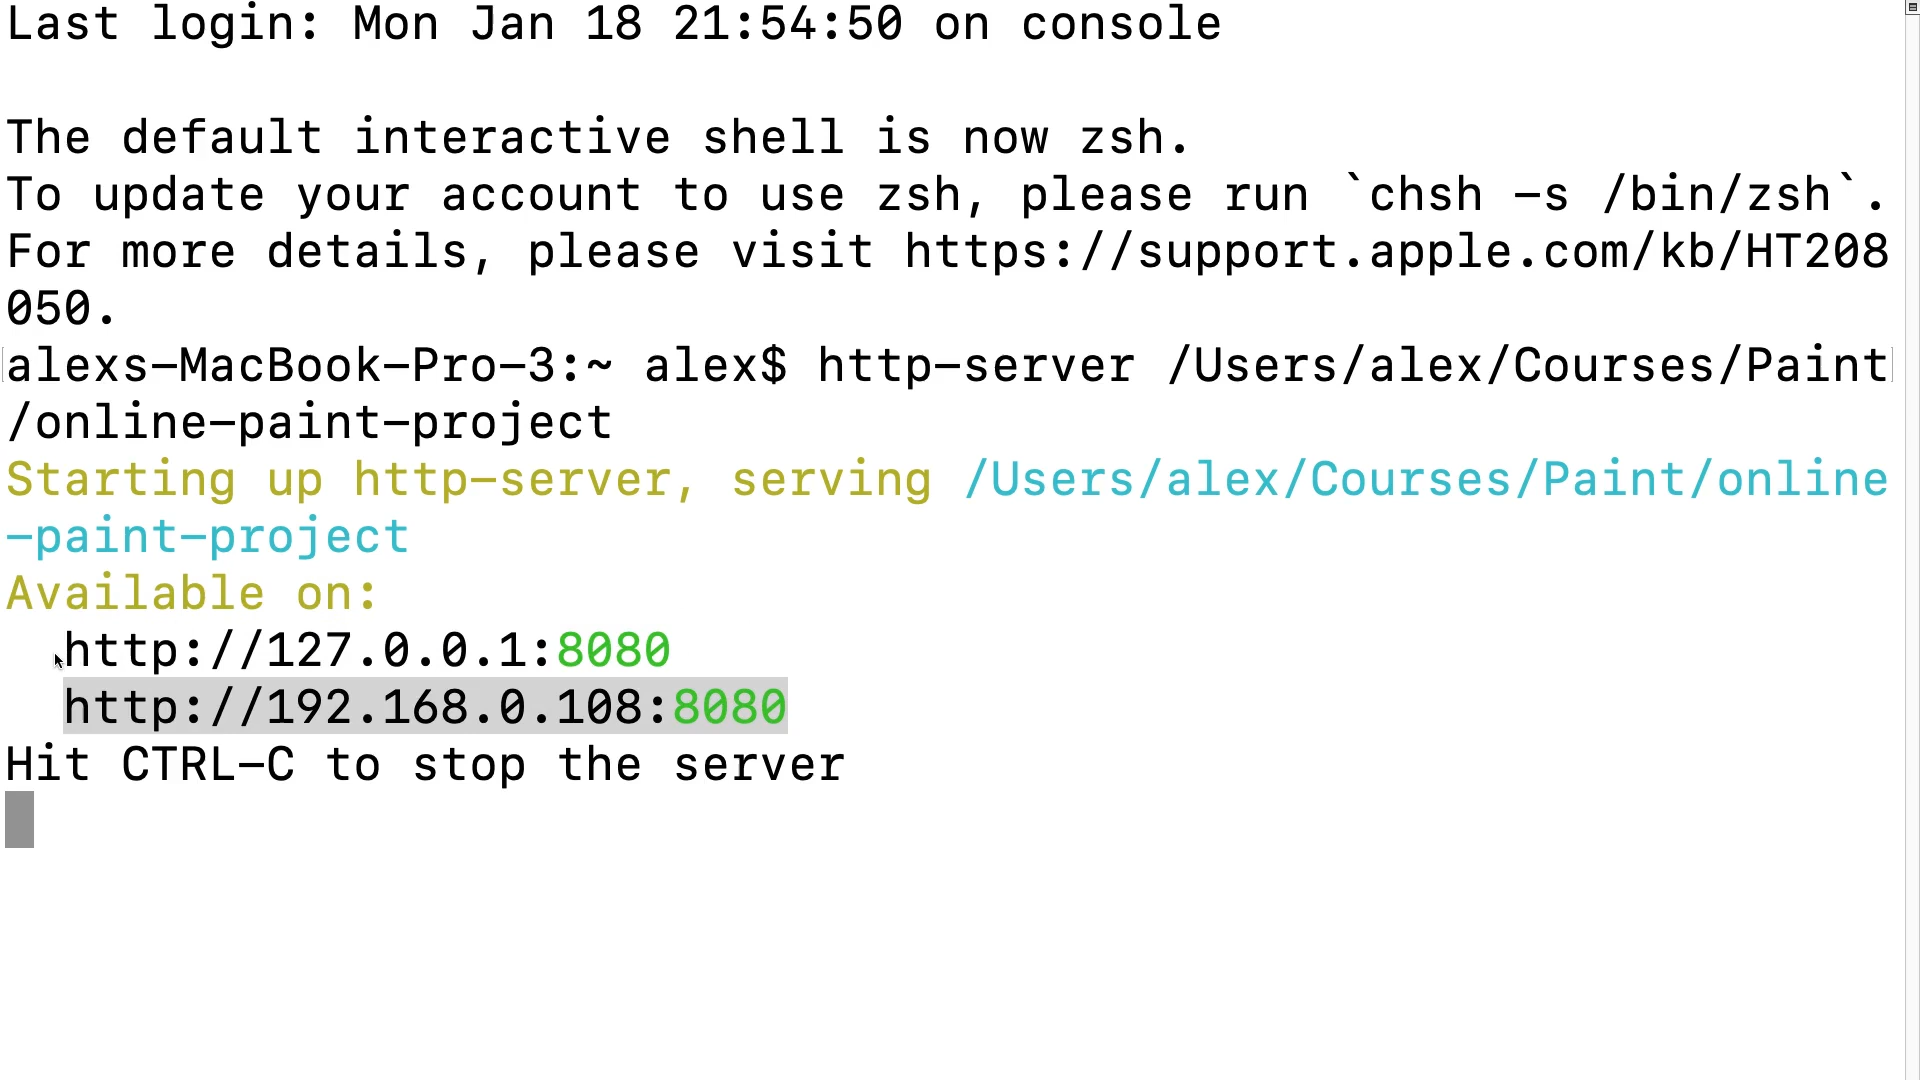 Last login: Mon Jan 18 21:54:50 on console
The default interactive shell is now zsh.
To update your account to use zsh, please run `chsh -s /bin/zsh`.
For more details, please visit https://support.apple.com/kb/HT208
050.
alexs-MacBook-Pro-3:~ alex$ http-server /Users/alex/Courses/Paint
/online-paint-project
Starting up http-server, serving /Users/alex/Courses/Paint/online
-paint-project
Available on:
http://127.0.0.1:8080
http://192.168.0.108:8080
Hit CTRL-C to stop the server